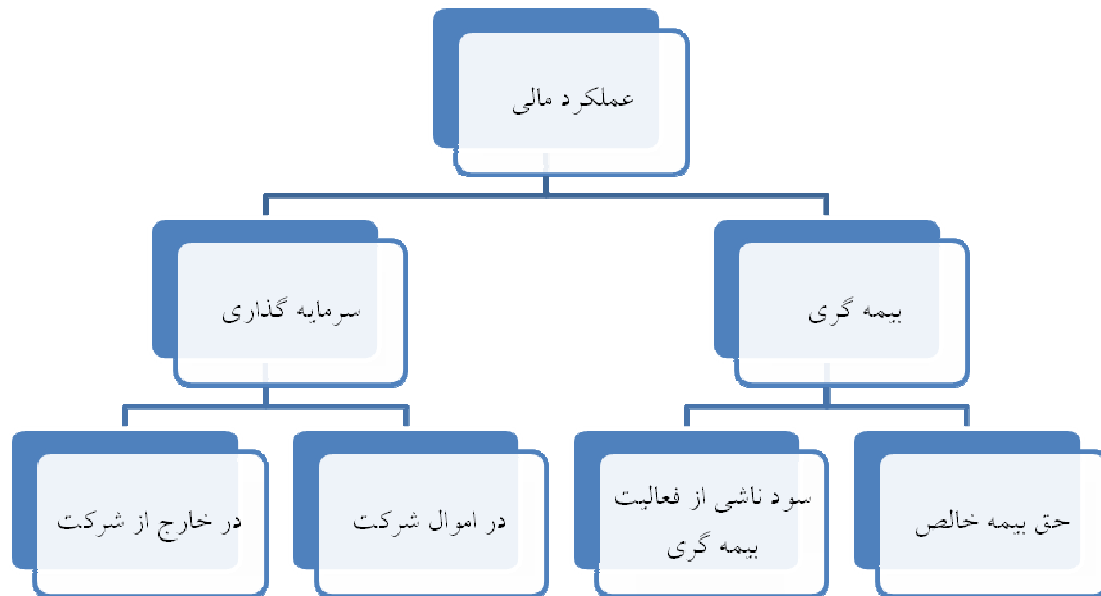 عملکرد مالی
بیمه گری
سرمایه گذاری
حق بیمه خالص
سود ناشی از فعالیت
بیمه گری
در اموال شرکت
در خارج از شرکت